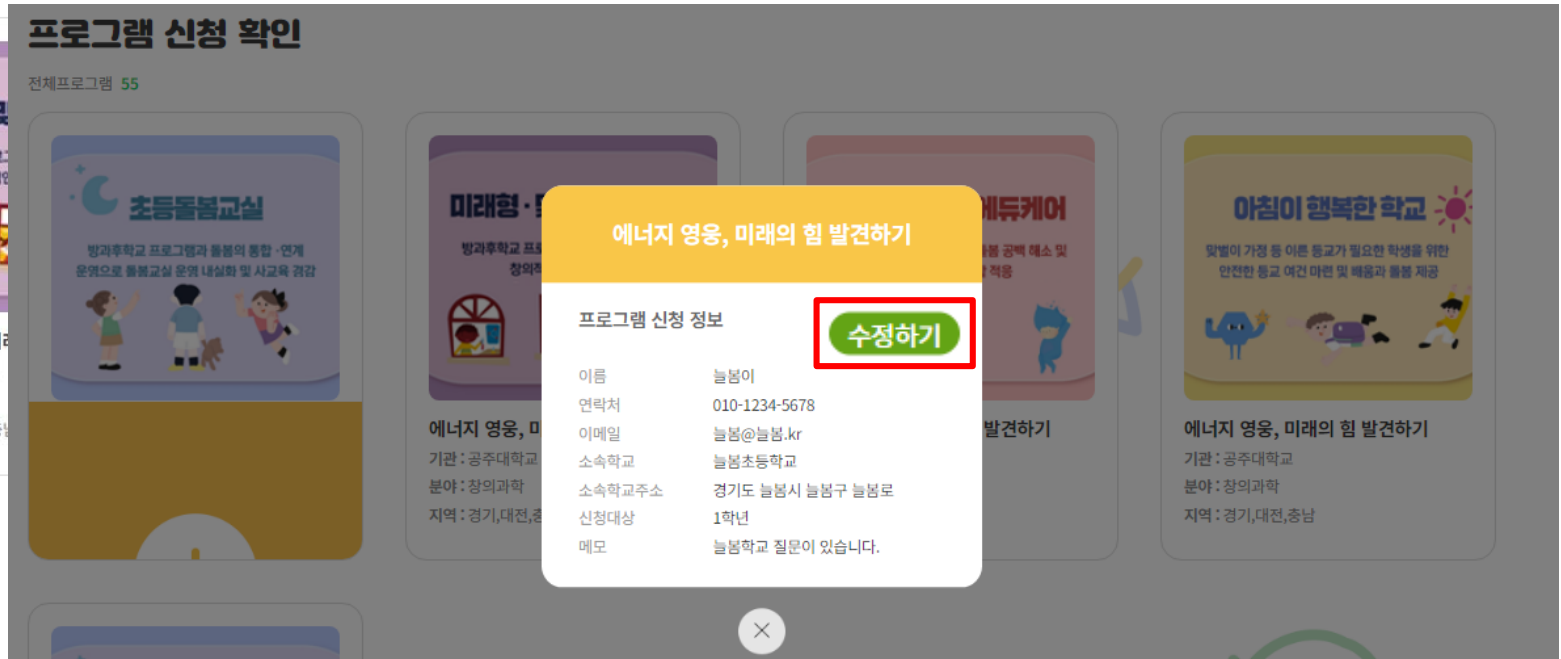 프로그램 신청 확인
전체프로그램 55
초등돌봄교실
방과후학교 프로그램과 돌봄의 통합·연계
운영으로 돌봄교실 운영 내실화 및 사교육 경감
미래형·
방과후학교
창의적
에듀케어
돌봄 공백 해소 및
적용
아침이 행복한 학교
맞벌이 가정 등 이른 등교가 필요한 학생을 위한
안전한 등교 여건 마련 및 배움과 돌봄 제공
에너지 영웅,
기관 : 공주대학교
분야 : 창의과학
지역 : 경기,대전,
발견하기
에너지 영웅, 미래의 힘 발견하기
기관 : 공주대학교
분야 : 창의과학
지역 : 경기,대전,충남
에너지 영웅, 미래의 힘 발견하기
프로그램 신청 정보
수정하기
이름 늘봄이
연락처 010-1234-5678
이메일 늘봄@늘봄.kr
소속학교 늘봄초등학교
소속학교주소 경기도 늘봄시 늘봄구 늘봄로
신청대상 1학년
메모 늘봄학교 질문이 있습니다.